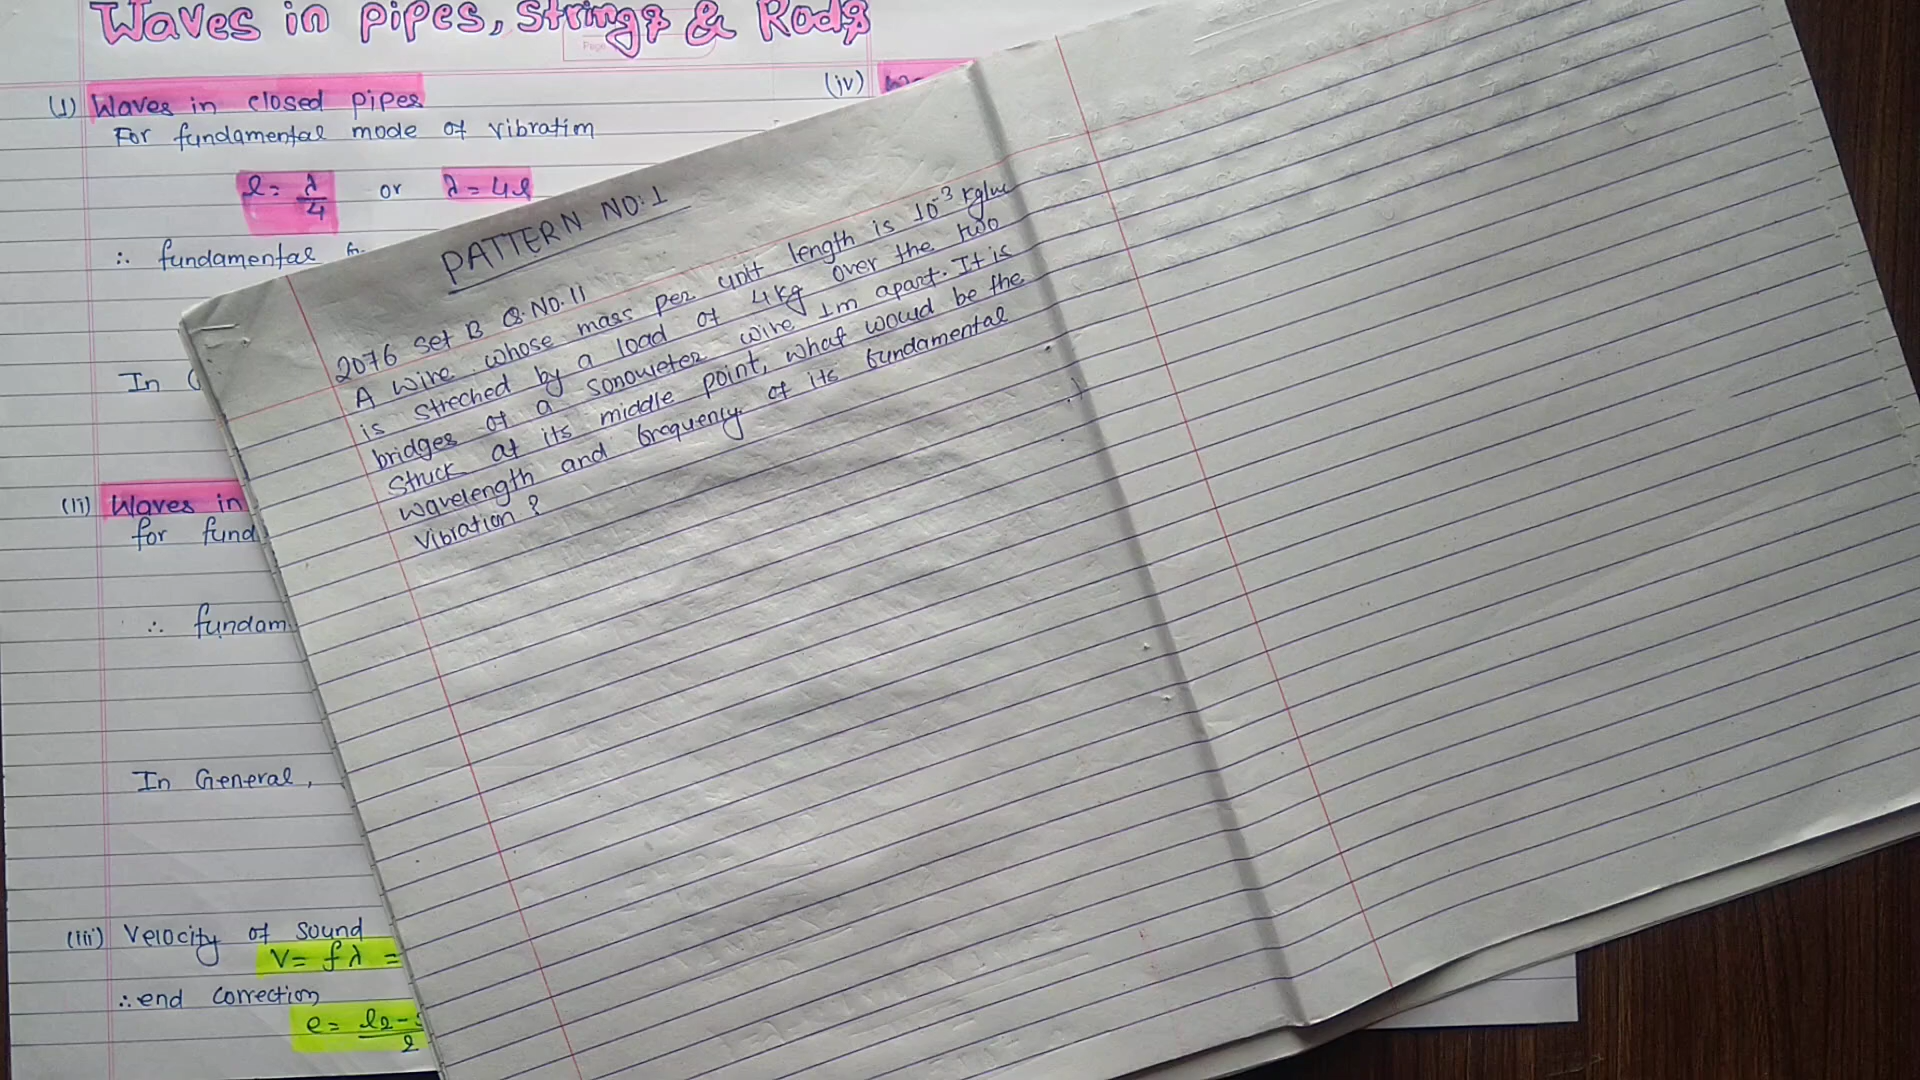 Waves in pipes, Strings & Rods
Page
(i) Waves in closed pipes
For fundamental mode of vibration
l = λ/4 or λ = 4l
∴ fundamental
In
(ii) Waves in
for fund
∴ fundam
In General,
(iii) Velocity of sound
V = fλ =
∴ end correction
e = l2 -
2
(iv)
PATTERN NO: 1
2076 Set B Q. NO. 11
A wire whose mass per unit length is 10⁻³ kg/m
is streched by a load of 4kg over the two
bridges of a sonometer wire 1m apart. It is
struck at its middle point, what would be the
wavelength and frequency of its fundamental
vibration ?